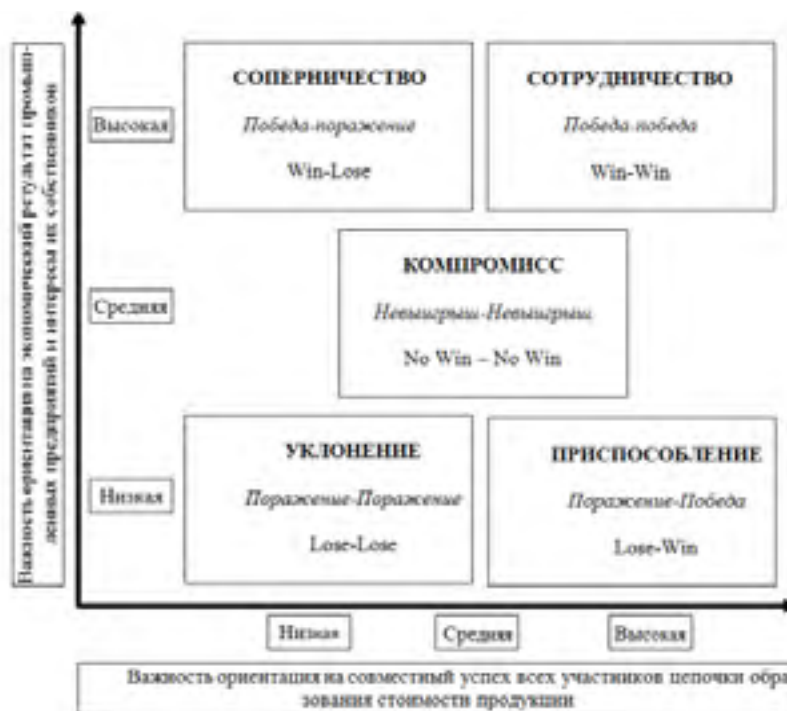 Важность ориентации на экономический результат промыш-
ленных предприятий и интересы их собственников
Высокая
СОПЕРНИЧЕСТВО
Победа-поражение
Win-Lose
СОТРУДНИЧЕСТВО
Победа-победа
Win-Win
Средняя
КОМПРОМИСС
Невыигрыш-Невыигрыш
No Win – No Win
Низкая
УКЛОНЕНИЕ
Поражение-Поражение
Lose-Lose
ПРИСПОСОБЛЕНИЕ
Поражение-Победа
Lose-Win
Низкая
Средняя
Высокая
Важность ориентация на совместный успех всех участников цепочки обра
зования стоимости продукции